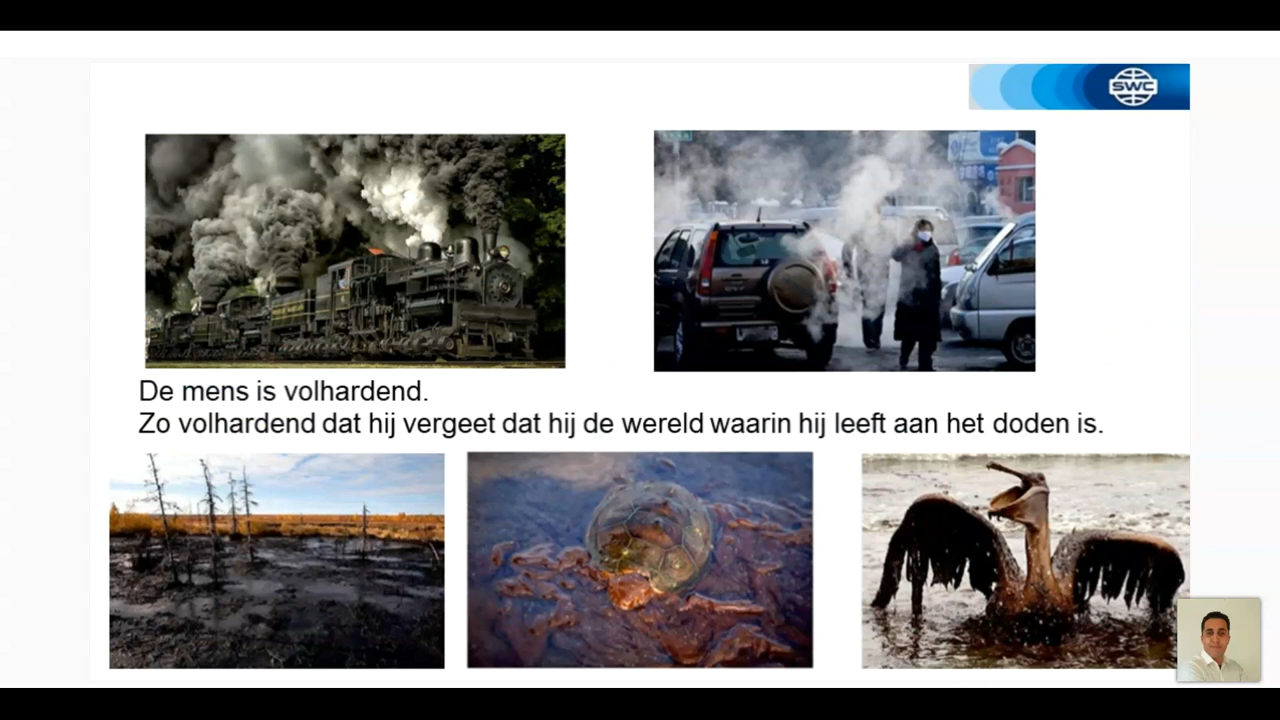 SWC
De mens is volhardend.
Zo volhardend dat hij vergeet dat hij de wereld waarin hij leeft aan het doden is.